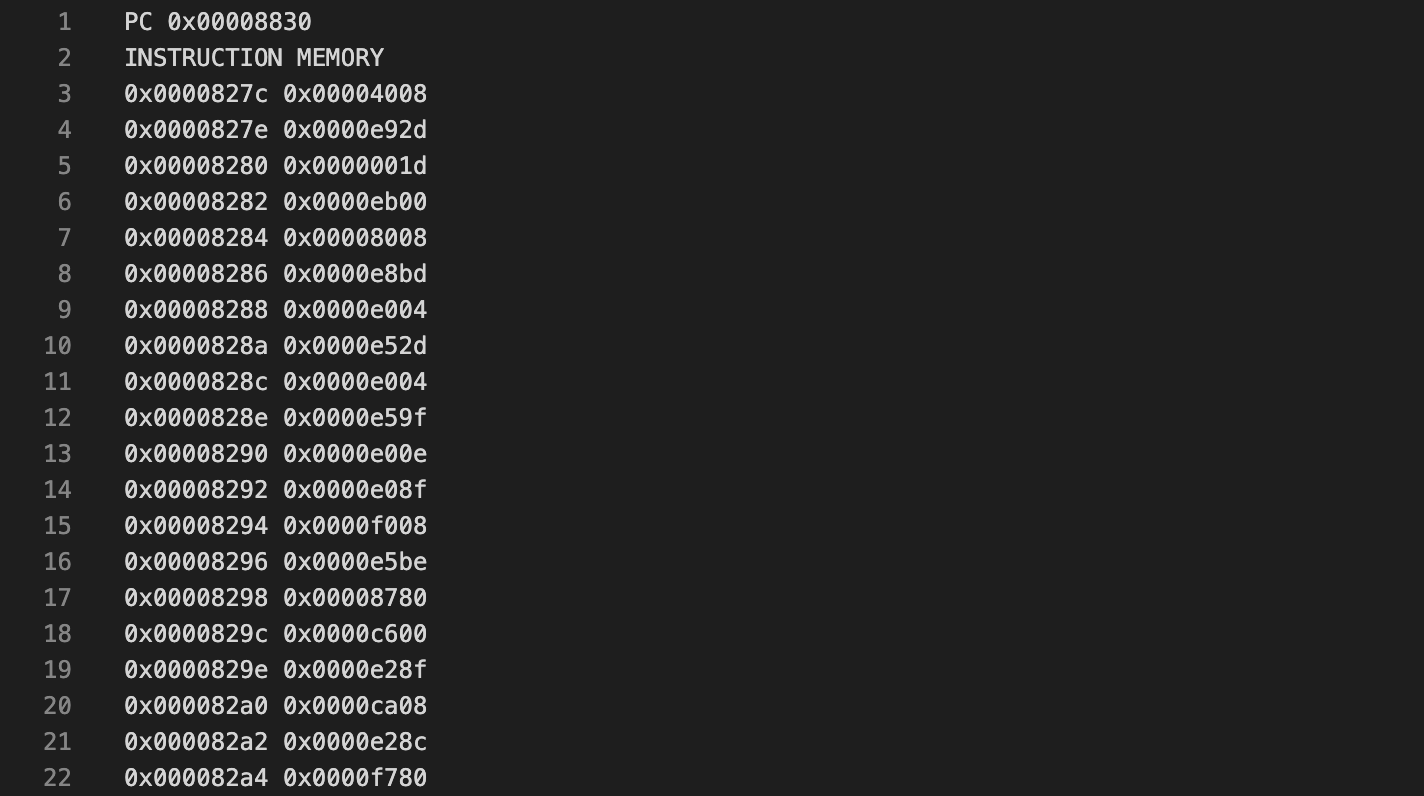 1 PC 0x00008830
2 INSTRUCTION MEMORY
3 0x0000827c 0x00004008
4 0x0000827e 0x0000e92d
5 0x00008280 0x0000001d
6 0x00008282 0x0000eb00
7 0x00008284 0x00008008
8 0x00008286 0x0000e8bd
9 0x00008288 0x0000e004
10 0x0000828a 0x0000e52d
11 0x0000828c 0x0000e004
12 0x0000828e 0x0000e59f
13 0x00008290 0x0000e00e
14 0x00008292 0x0000e08f
15 0x00008294 0x0000f008
16 0x00008296 0x0000e5be
17 0x00008298 0x00008780
18 0x0000829c 0x0000c600
19 0x0000829e 0x0000e28f
20 0x000082a0 0x0000ca08
21 0x000082a2 0x0000e28c
22 0x000082a4 0x0000f780